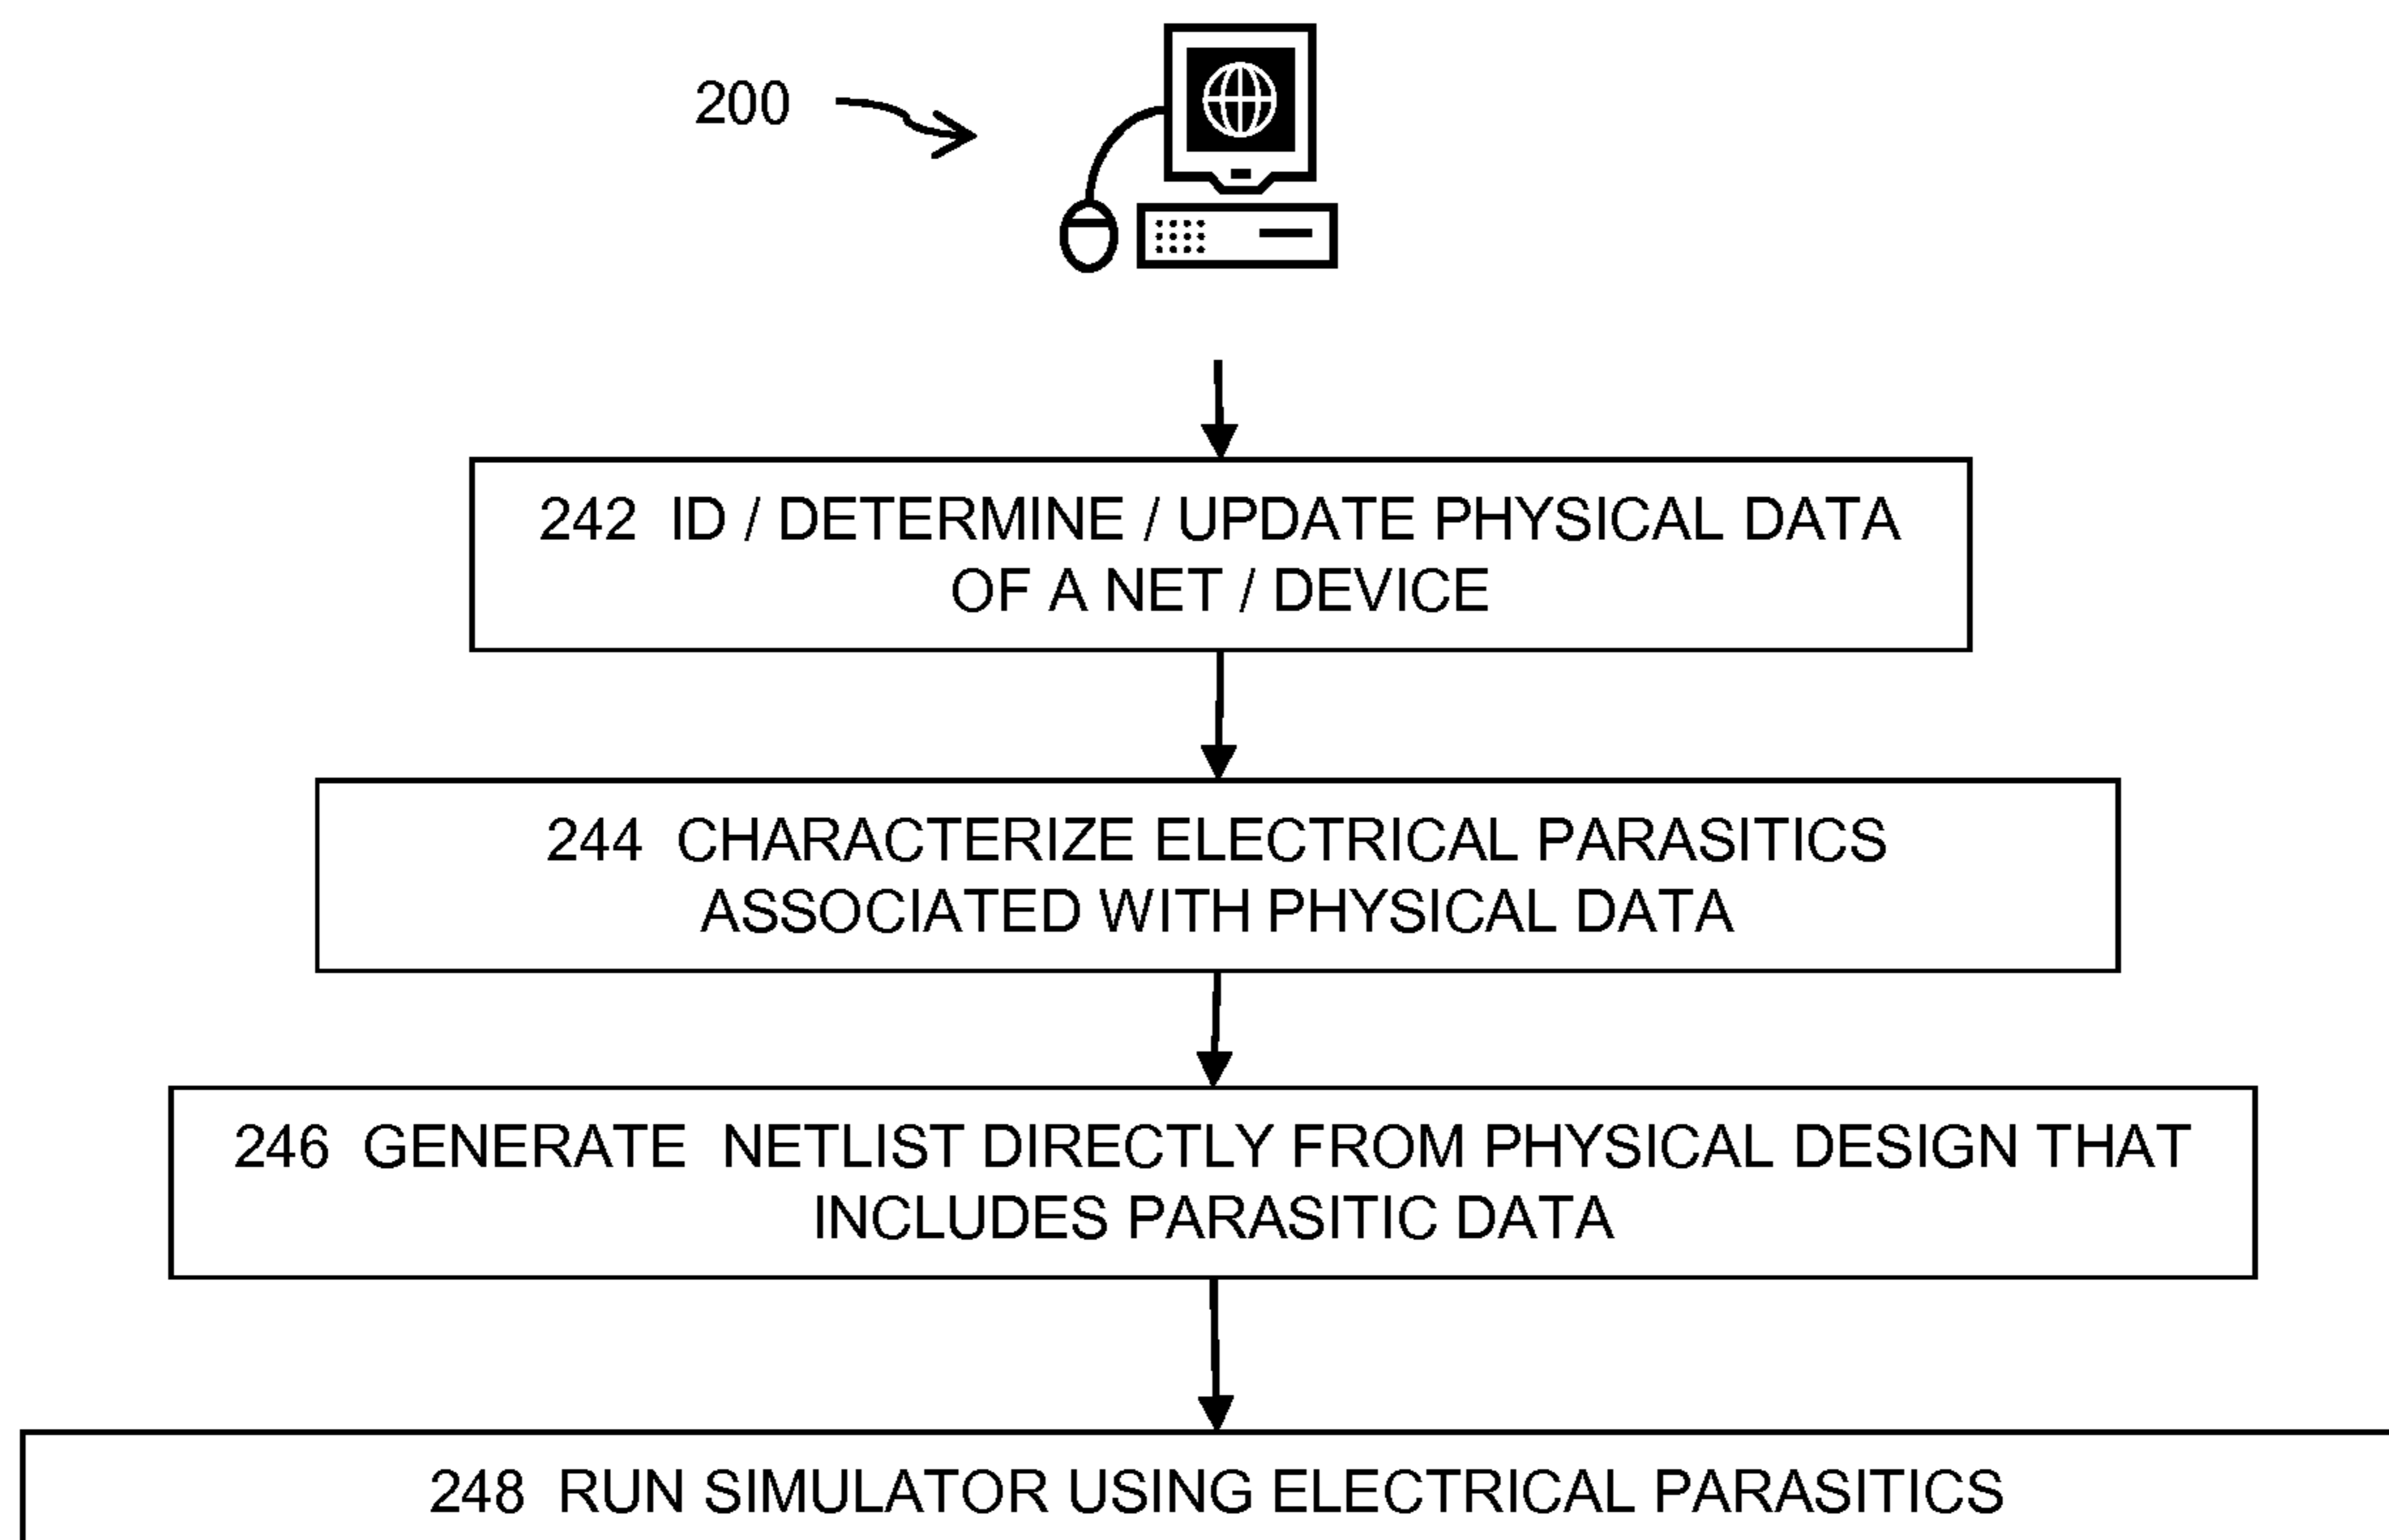 200
242 ID / DETERMINE / UPDATE PHYSICAL DATA
OF A NET / DEVICE
244 CHARACTERIZE ELECTRICAL PARASITICS
ASSOCIATED WITH PHYSICAL DATA
246 GENERATE NETLIST DIRECTLY FROM PHYSICAL DESIGN THAT
INCLUDES PARASITIC DATA
248 RUN SIMULATOR USING ELECTRICAL PARASITICS